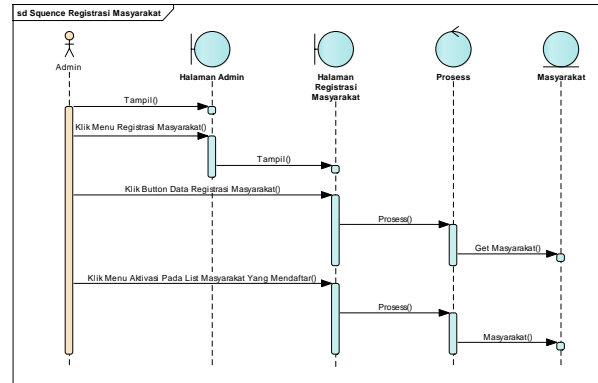 sd Squence Registrasi Masyarakat
Admin
Halaman Admin
Halaman
Registrasi
Masyarakat
Prosess
Masyarakat
Tampil()
Klik Menu Registrasi Masyarakat()
Tampil()
Klik Button Data Registrasi Masyarakat()
Prosess()
Get Masyarakat()
Klik Menu Aktivasi Pada List Masyarakat Yang Mendaftar()
Prosess()
Masyarakat()